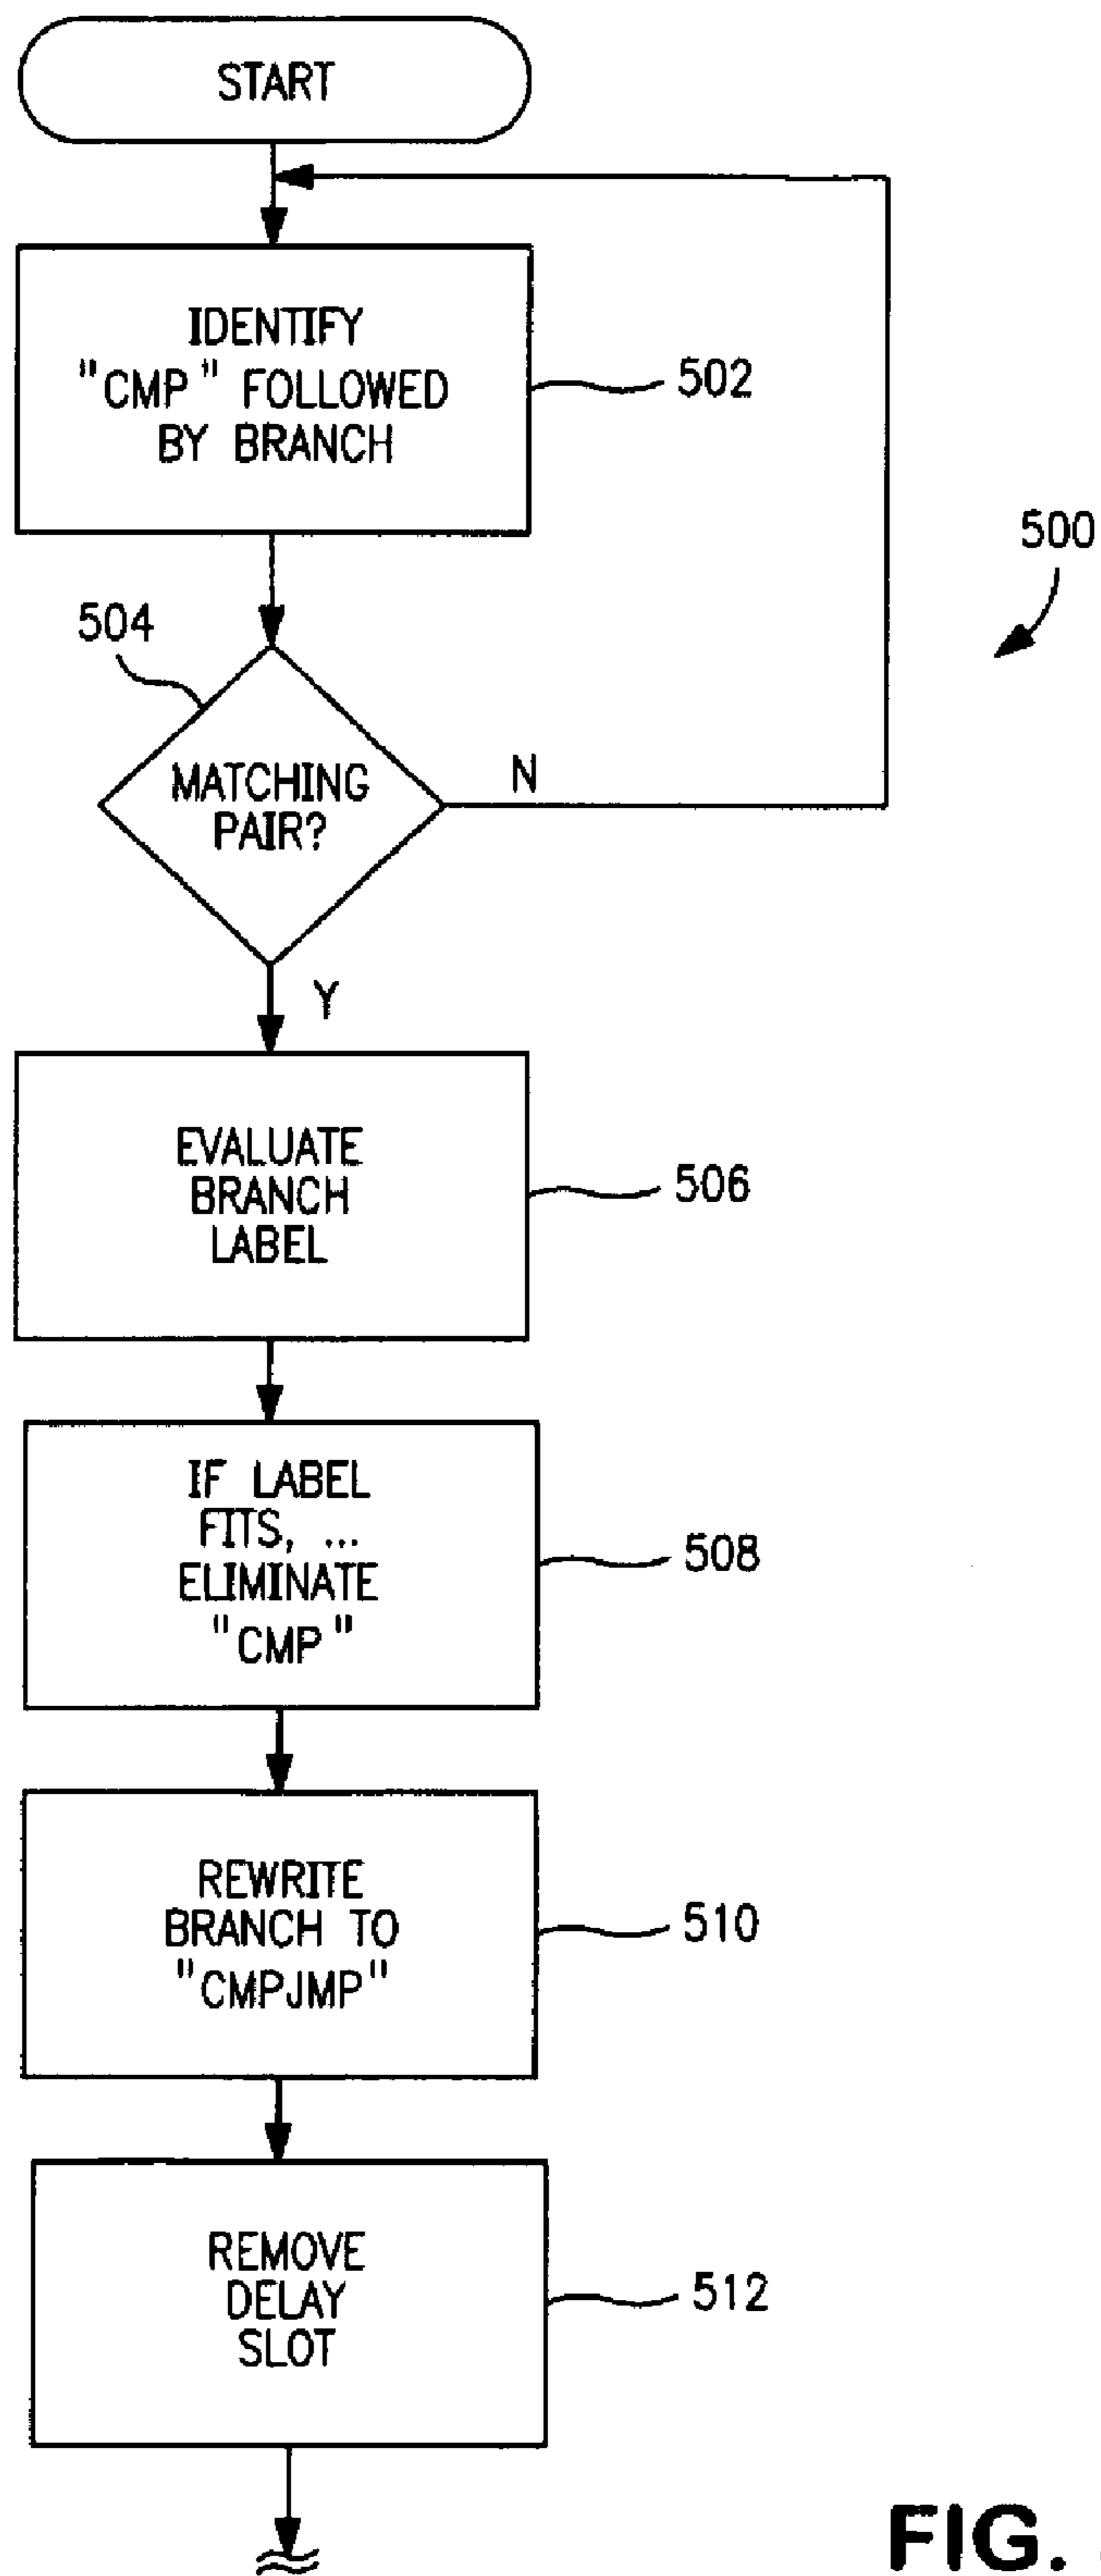 START
IDENTIFY
"CMP" FOLLOWED
BY BRANCH
502
500
504
MATCHING
PAIR?
N
Y
EVALUATE
BRANCH
LABEL
506
IF LABEL
FITS, ...
ELIMINATE
"CMP"
508
REWRITE
BRANCH TO
"CMPJMP"
510
REMOVE
DELAY
SLOT
512
FIG.